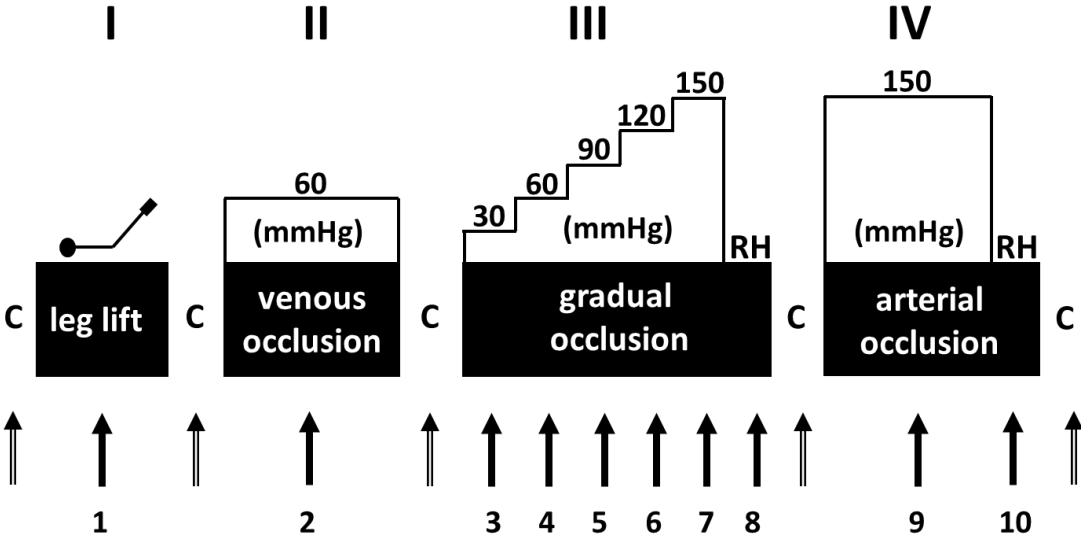 I II III IV
150
150
120
90
60
60
30
(mmHg)
(mmHg)
(mmHg)
RH
RH
C
leg lift
C
venous
occlusion
C
gradual
occlusion
C
arterial
occlusion
C
1 2 3 4 5 6 7 8 9 10